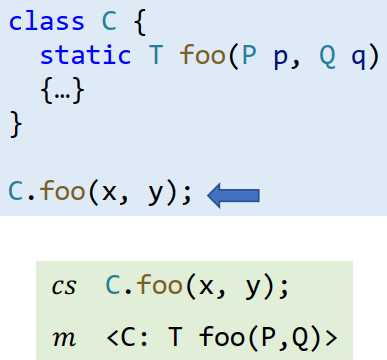 class C {
static T foo(P p, Q q)
{…}
}
C.foo(x, y);
cs C.foo(x, y);
m <C: T foo(P,Q)>